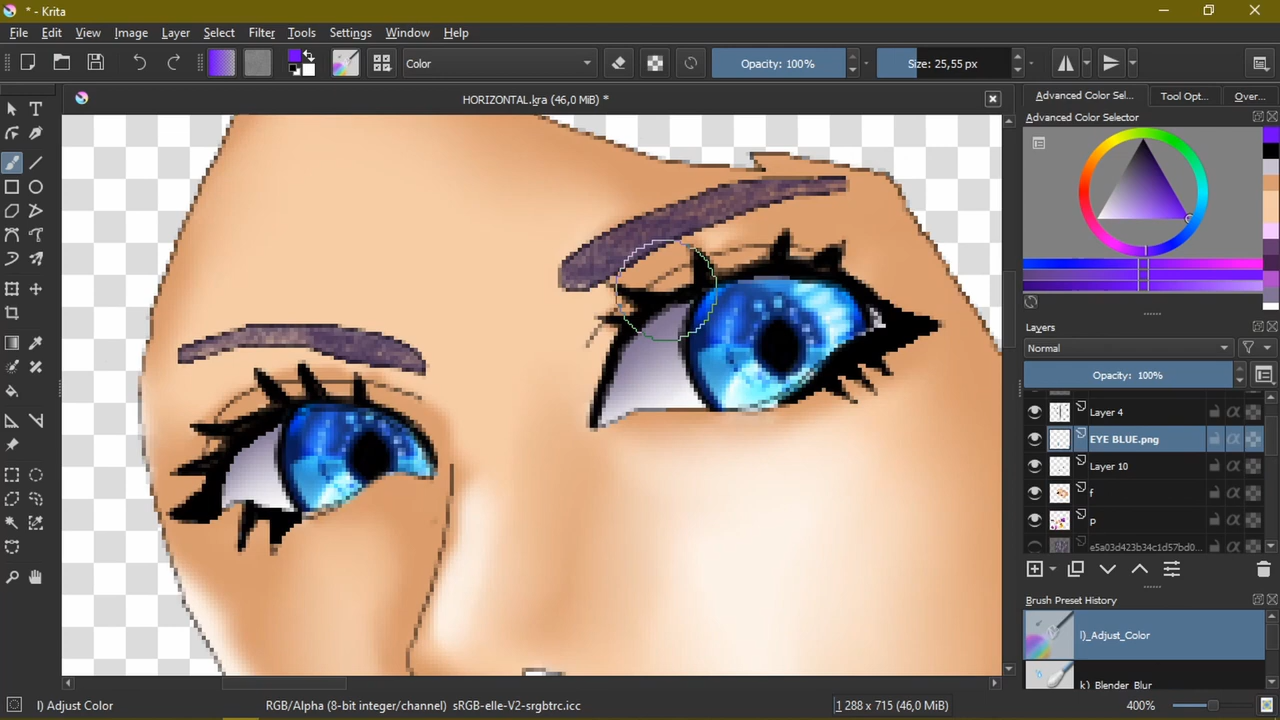 * - Krita
File Edit View Image Layer Select Filter Tools Settings Window Help
Color Opacity: 100% Size: 25,55 px
HORIZONTAL.kra (46,0 MiB) *
Advanced Color Sel... Tool Opt... Over...
Advanced Color Selector
Layers
Normal
Opacity: 100%
Layer 4
EYE BLUE.png
Layer 10
f
p
e5a03d423b34c1d57bd0...
Brush Preset History
l)_Adjust_Color
k)_Blender_Blur
l) Adjust Color RGB/Alpha (8-bit integer/channel) sRGB-elle-V2-srgbtrc.icc 1 288 x 715 (46,0 MiB) 400%